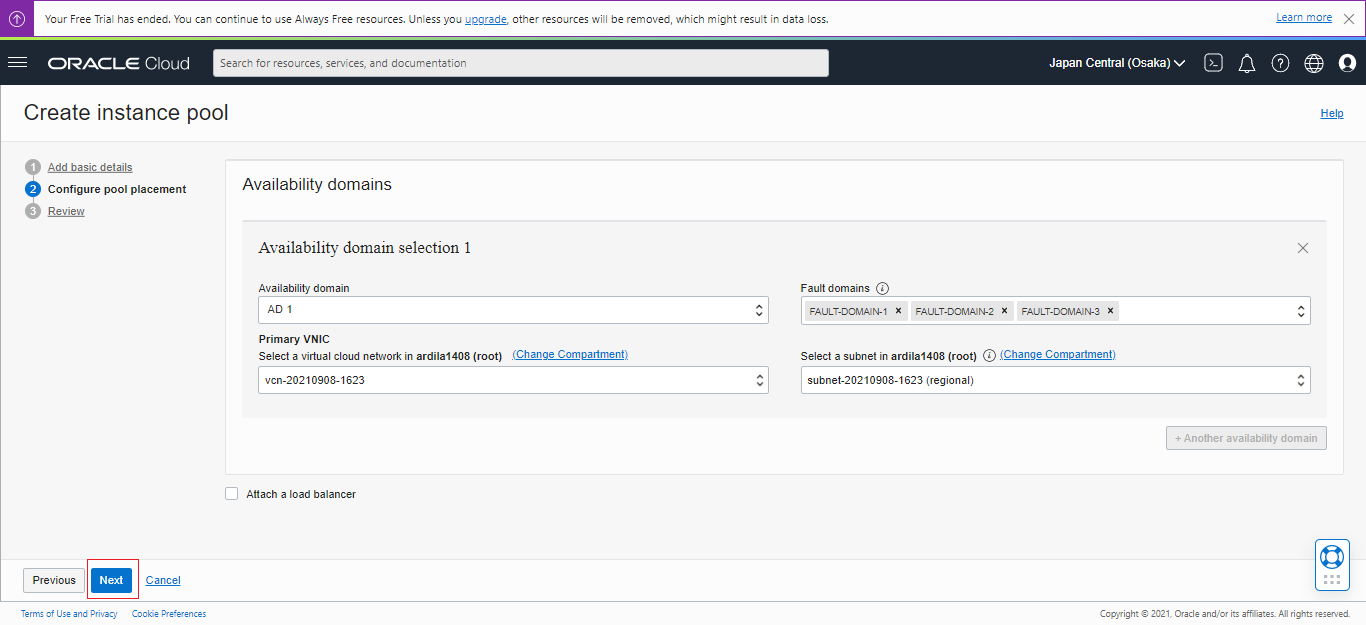 Your Free Trial has ended. You can continue to use Always Free resources. Unless you upgrade, other resources will be removed, which might result in data loss. Learn more
ORACLE Cloud Search for resources, services, and documentation Japan Central (Osaka)
Create instance pool Help
1 Add basic details
2 Configure pool placement
3 Review
Availability domains
Availability domain selection 1
Availability domain
AD 1
Fault domains
FAULT-DOMAIN-1 × FAULT-DOMAIN-2 × FAULT-DOMAIN-3 ×
Primary VNIC
Select a virtual cloud network in ardila1408 (root) (Change Compartment)
vcn-20210908-1623
Select a subnet in ardila1408 (root) (Change Compartment)
subnet-20210908-1623 (regional)
+ Another availability domain
Attach a load balancer
Previous Next Cancel
Terms of Use and Privacy Cookie Preferences Copyright © 2021, Oracle and/or its affiliates. All rights reserved.